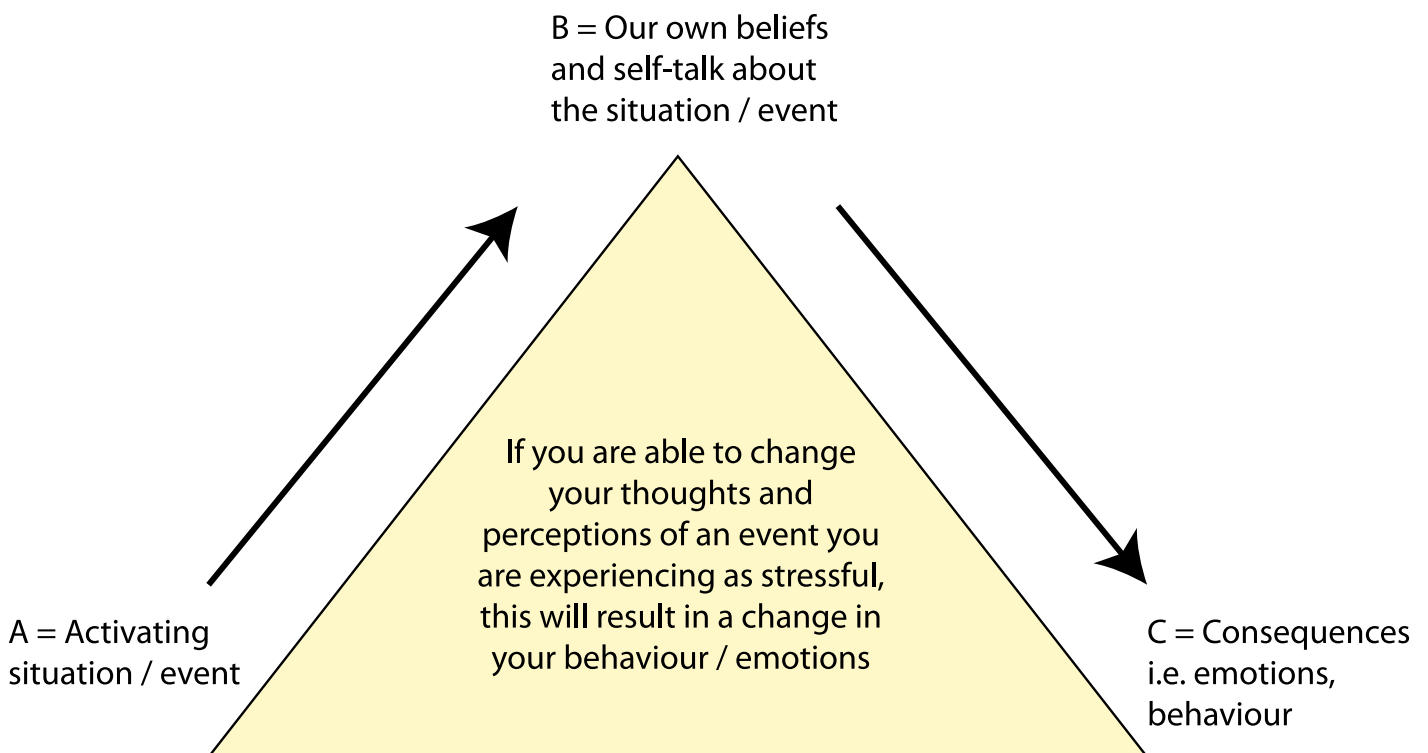 B = Our own beliefs
and self-talk about
the situation / event
If you are able to change
your thoughts and
perceptions of an event you
are experiencing as stressful,
this will result in a change in
your behaviour / emotions
A = Activating
situation / event
C = Consequences
i.e. emotions,
behaviour